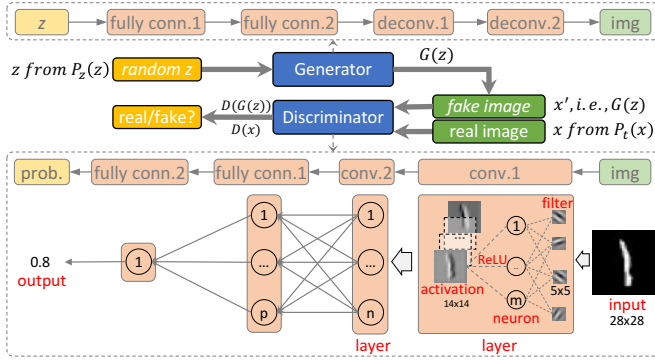 z fully conn.1 fully conn.2 deconv.1 deconv.2 img
z from P_z(z) random z Generator G(z)
fake image x', i.e., G(z)
real/fake? D(G(z)) D(x) Discriminator
real image x from P_t(x)
prob. fully conn.2 fully conn.1 conv.2 conv.1 img
filter
1 1 1
0.8 1 ... ... ReLU ..
output activation 5x5
14x14 input
p n m neuron 28x28
layer layer